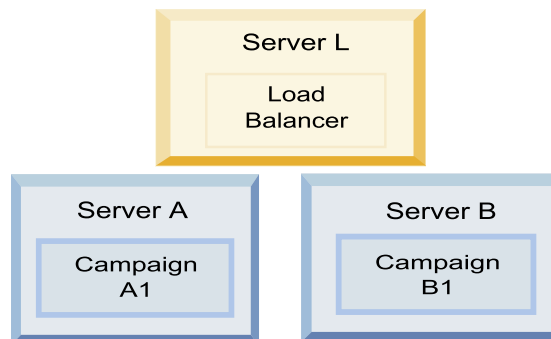 Server L
Load
Balancer
Server A
Campaign
A1
Server B
Campaign
B1